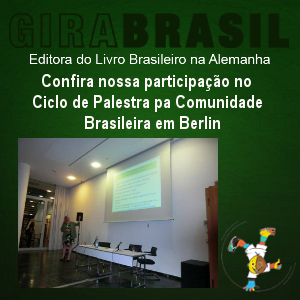 GIRABRASIL
Editora do Livro Brasileiro na Alemanha
Confira nossa participação no
Ciclo de Palestra pa Comunidade
Brasileira em Berlin